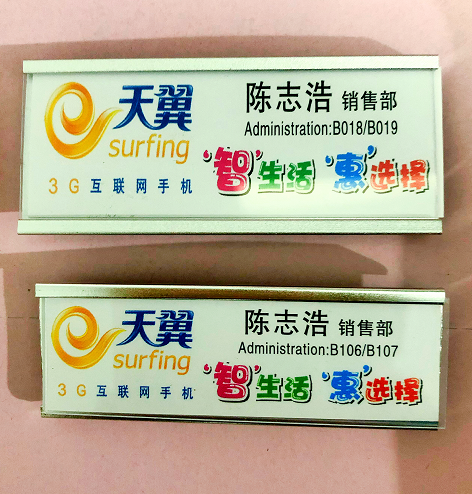 天翼
surfing
3G互联网手机
陈志浩 销售部
Administration:B018/B019
‘智’生活 ‘惠’选择
天翼
surfing
3G互联网手机
陈志浩 销售部
Administration:B106/B107
‘智’生活 ‘惠’选择